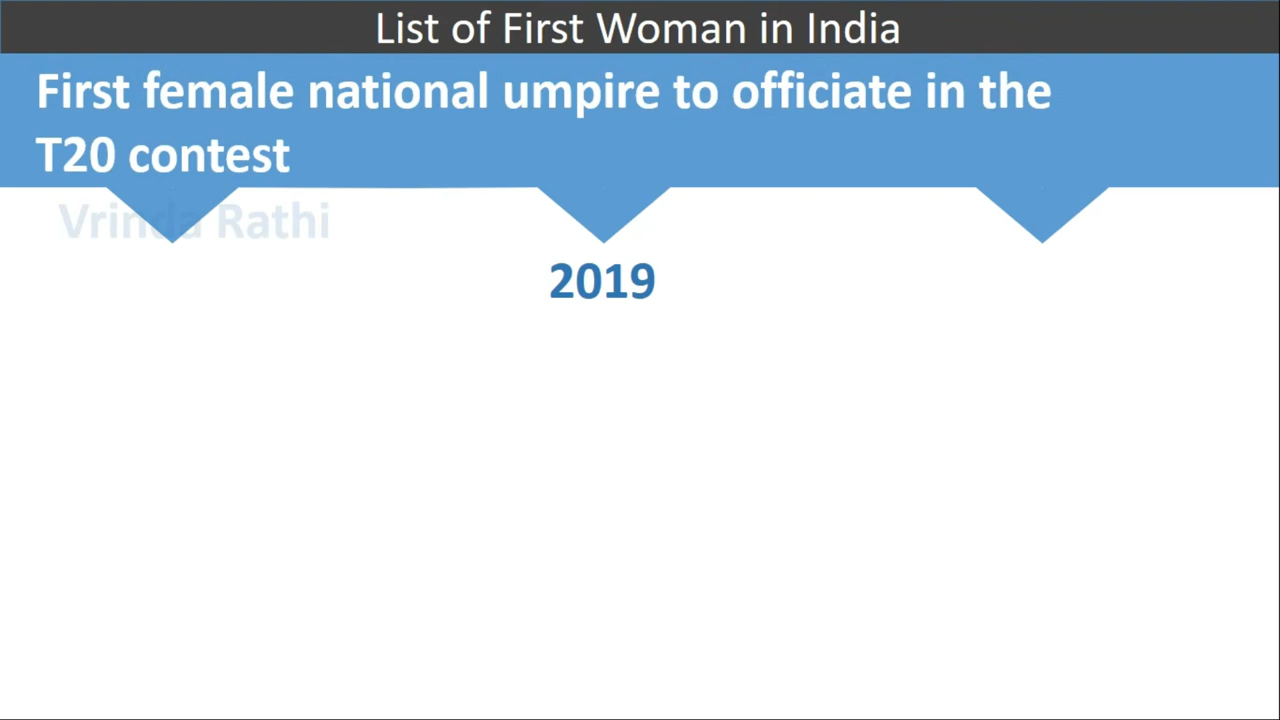 List of First Woman in India
First female national umpire to officiate in the
T20 contest
Vrinda Rathi
2019